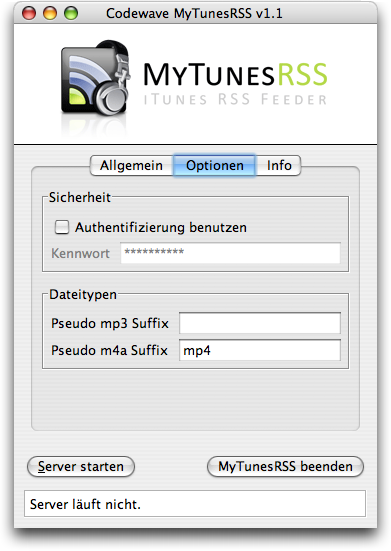 Codewave MyTunesRSS v1.1
MyTunesRSS
iTunes RSS Feeder
Allgemein Optionen Info
Sicherheit
Authentifizierung benutzen
Kennwort **********
Dateitypen
Pseudo mp3 Suffix
Pseudo m4a Suffix mp4
Server starten MyTunesRSS beenden
Server läuft nicht.